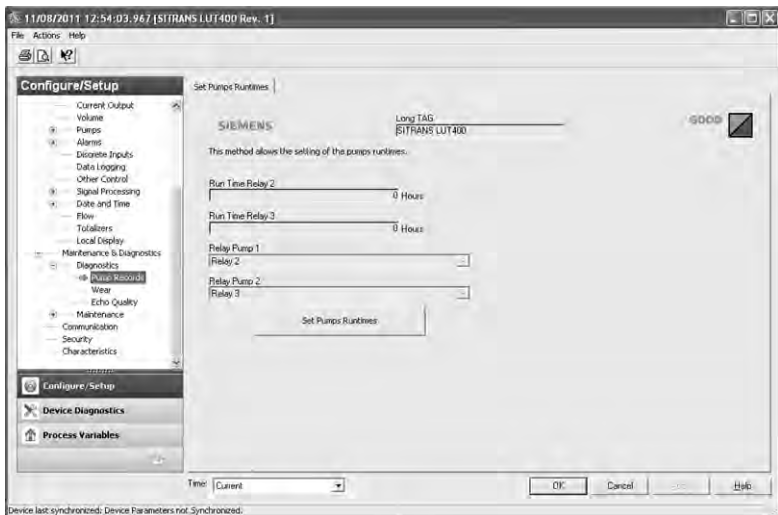 11/08/2011 12:54:03.967 [SITRANS LUT400 Rev. 1]
File Actions Help
Configure/Setup
Current Output
Volume
Pumps
Alarms
Discrete Inputs
Data Logging
Other Control
Signal Processing
Date and Time
Flow
Totalizers
Local Display
Maintenance & Diagnostics
Diagnostics
Pump Records
Wear
Echo Quality
Maintenance
Communication
Security
Characteristics
Configure/Setup
Device Diagnostics
Process Variables
Set Pumps Runtimes
SIEMENS
Long TAG
SITRANS LUT400
GOOD
This method allows the setting of the pumps runtimes.
Run Time Relay 2
0 Hours
Run Time Relay 3
0 Hours
Relay Pump 1
Relay 2
Relay Pump 2
Relay 3
Set Pumps Runtimes
Time: Current
OK Cancel Help
Device last synchronized: Device Parameters not Synchronized.